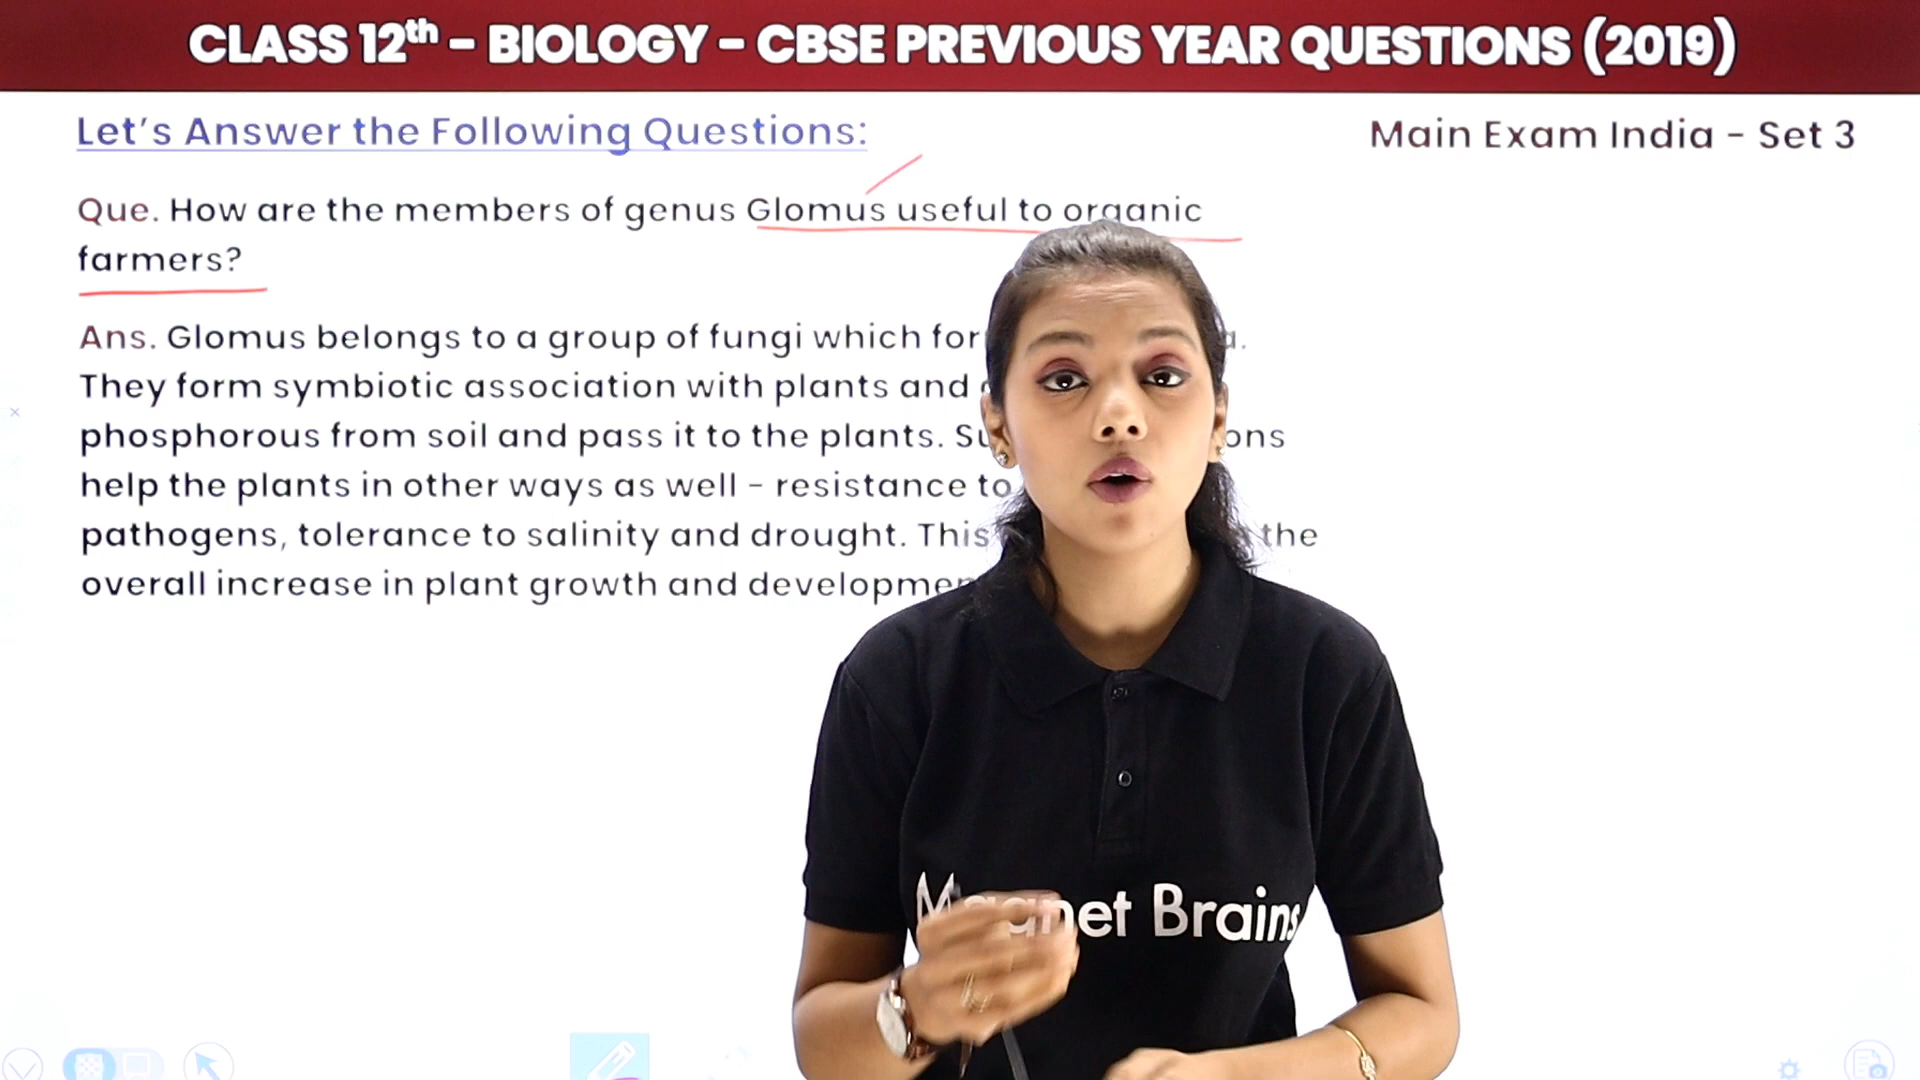 CLASS 12th – BIOLOGY – CBSE PREVIOUS YEAR QUESTIONS (2019)
Let's Answer the Following Questions:
Main Exam India – Set 3
Que. How are the members of genus Glomus useful to organic
farmers?
Ans. Glomus belongs to a group of fungi which
They form symbiotic association with plants and
phosphorous from soil and pass it to the plants.
help the plants in other ways as well – resistance to
pathogens, tolerance to salinity and drought. This the
overall increase in plant growth and
Magnet Brains